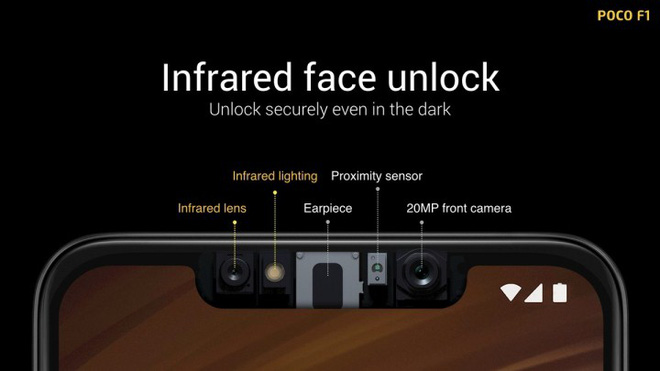 POCO F1
Infrared face unlock
Unlock securely even in the dark
Infrared lighting
Proximity sensor
Infrared lens
Earpiece
20MP front camera